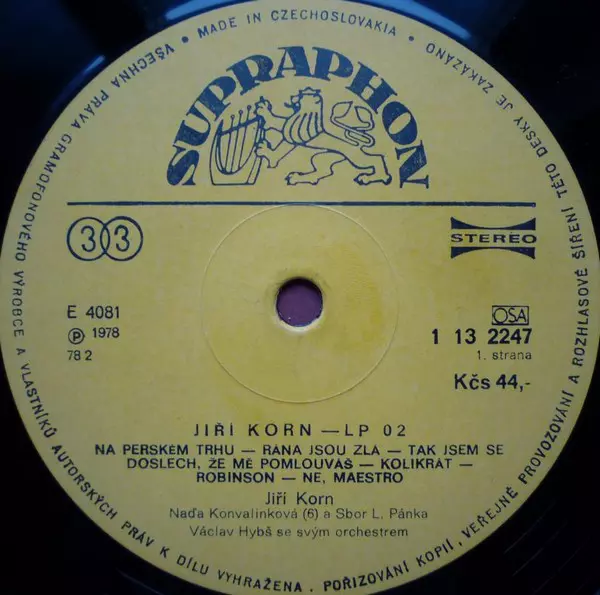 VŠECHNA PRÁVA GRAMOFONOVÉHO VÝROBCE A VLASTNÍKŮ AUTORSKÝCH PRÁV K DÍLU VYHRAŽENA. POŘIZOVÁNÍ KOPIÍ, VEŘEJNÉ PROVOZOVÁNÍ A ROZHLASOVÉ ŠÍŘENÍ TÉTO DESKY JE ZAKÁZÁNO • MADE IN CZECHOSLOVAKIA •
SUPRAPHON
33
STEREO
E 4081
℗ 1978
78 2
OSA
1 13 2247
1. strana
Kčs 44,-
JIŘÍ KORN — LP 02
NA PERSKÉM TRHU — RÁNA JSOU ZLÁ — TAK JSEM SE
DOSLECH, ŽE MĚ POMLOUVÁŠ — KOLIKRÁT —
ROBINSON — NE, MAESTRO
Jiří Korn
Naďa Konvalinková (6) a Sbor L. Pánka
Václav Hybš se svým orchestrem